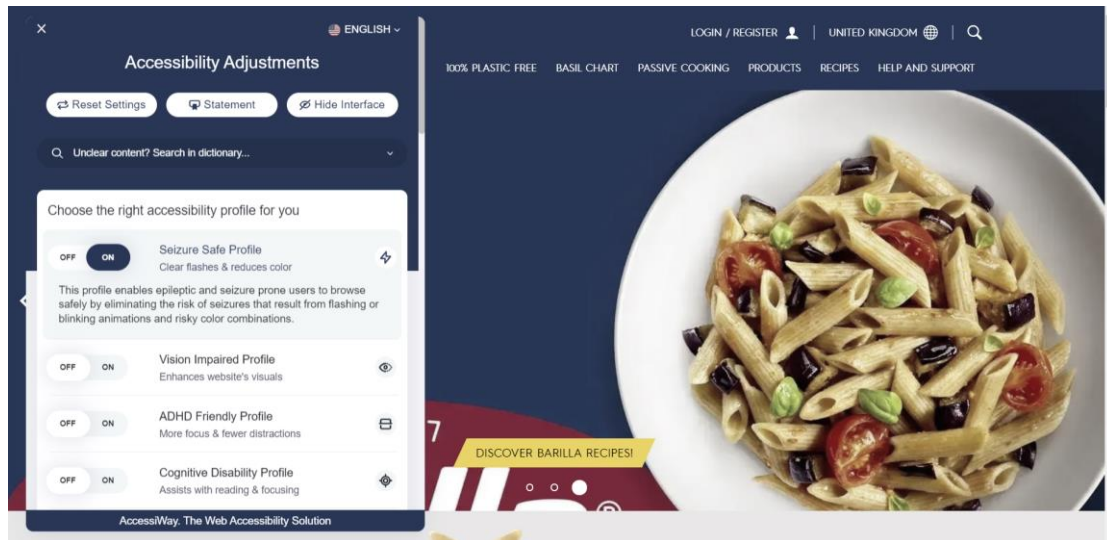 ENGLISH
Accessibility Adjustments
Reset Settings Statement Hide Interface
Unclear content? Search in dictionary...
Choose the right accessibility profile for you
OFF ON
Seizure Safe Profile
Clear flashes & reduces color
This profile enables epileptic and seizure prone users to browse
safely by eliminating the risk of seizures that result from flashing or
blinking animations and risky color combinations.
OFF ON
Vision Impaired Profile
Enhances website's visuals
OFF ON
ADHD Friendly Profile
More focus & fewer distractions
OFF ON
Cognitive Disability Profile
Assists with reading & focusing
AccessiWay. The Web Accessibility Solution
LOGIN / REGISTER | UNITED KINGDOM |
100% PLASTIC FREE BASIL CHART PASSIVE COOKING PRODUCTS RECIPES HELP AND SUPPORT
7
DISCOVER BARILLA RECIPES!
®